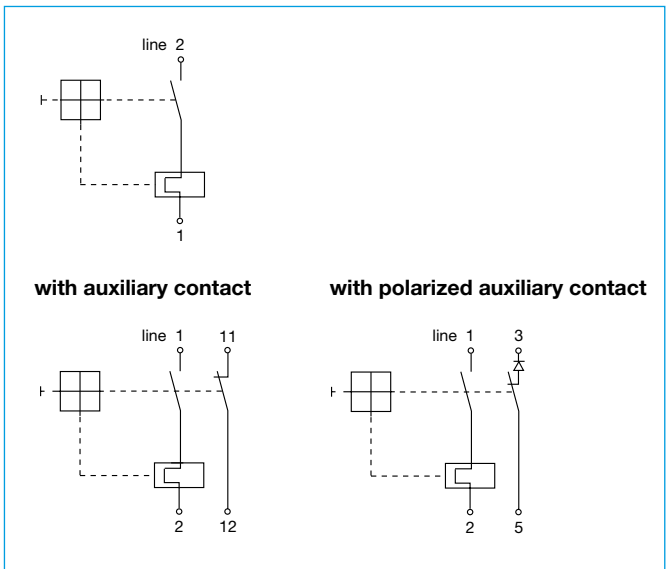 line 2
1
with auxiliary contact
with polarized auxiliary contact
line 1 11
line 1 3
2 12
2 5